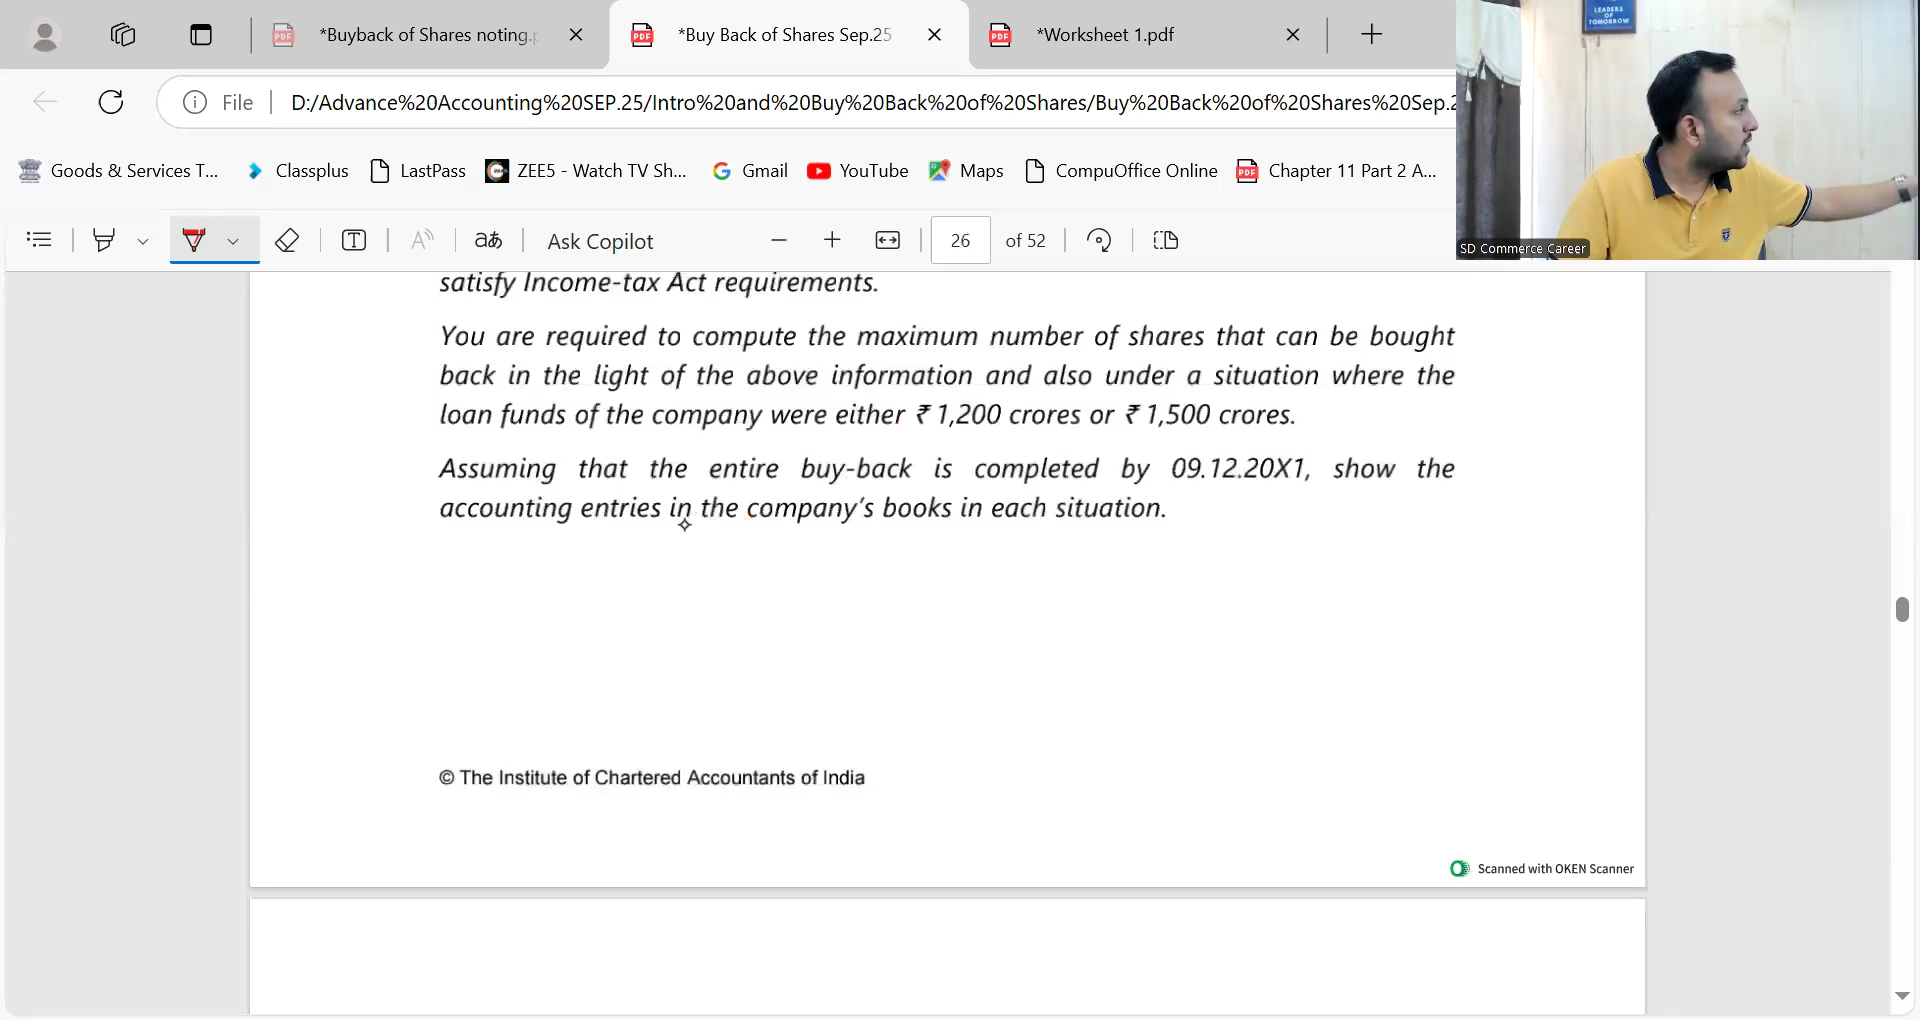 *Buyback of Shares noting.p
*Buy Back of Shares Sep.25
*Worksheet 1.pdf
LEADERS
OF
TOMORROW
File
D:/Advance%20Accounting%20SEP.25/Intro%20and%20Buy%20Back%20of%20Shares/Buy%20Back%20of%20Shares%20Sep.2
Goods & Services T...
Classplus
LastPass
ZEE5 - Watch TV Sh...
Gmail
YouTube
Maps
CompuOffice Online
Chapter 11 Part 2 A...
Ask Copilot
26 of 52
SD Commerce Career
satisfy Income-tax Act requirements.
You are required to compute the maximum number of shares that can be bought
back in the light of the above information and also under a situation where the
loan funds of the company were either ₹ 1,200 crores or ₹ 1,500 crores.
Assuming that the entire buy-back is completed by 09.12.20X1, show the
accounting entries in the company's books in each situation.
© The Institute of Chartered Accountants of India
Scanned with OKEN Scanner